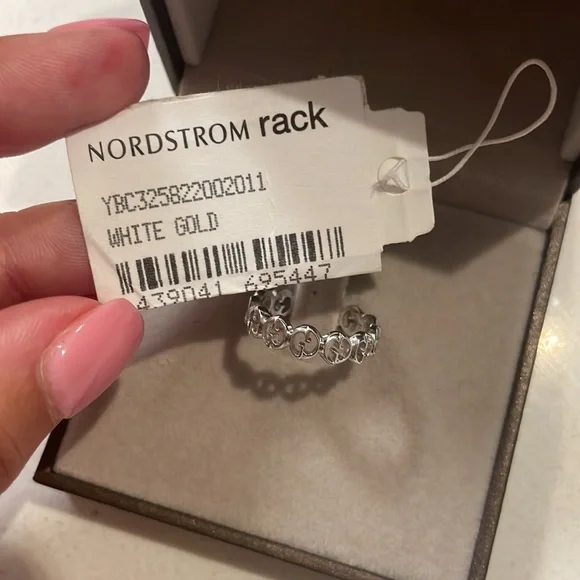 NORDSTROM rack
YBC325822002011
WHITE GOLD
439041 695447